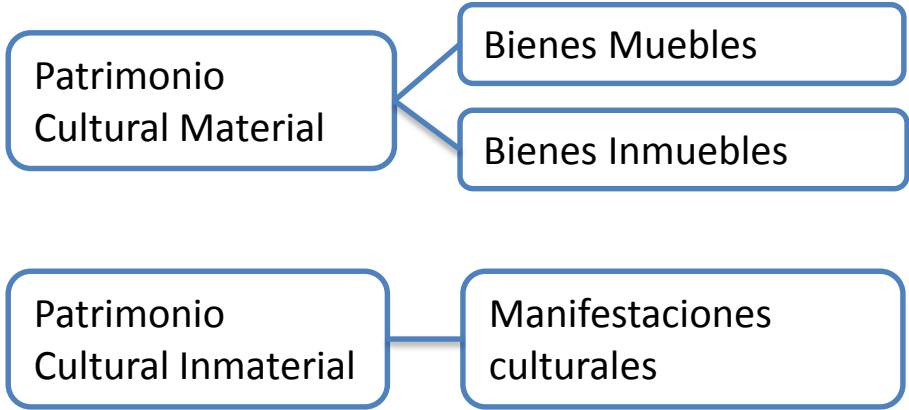 Patrimonio
Cultural Material
Bienes Muebles
Bienes Inmuebles
Patrimonio
Cultural Inmaterial
Manifestaciones
culturales